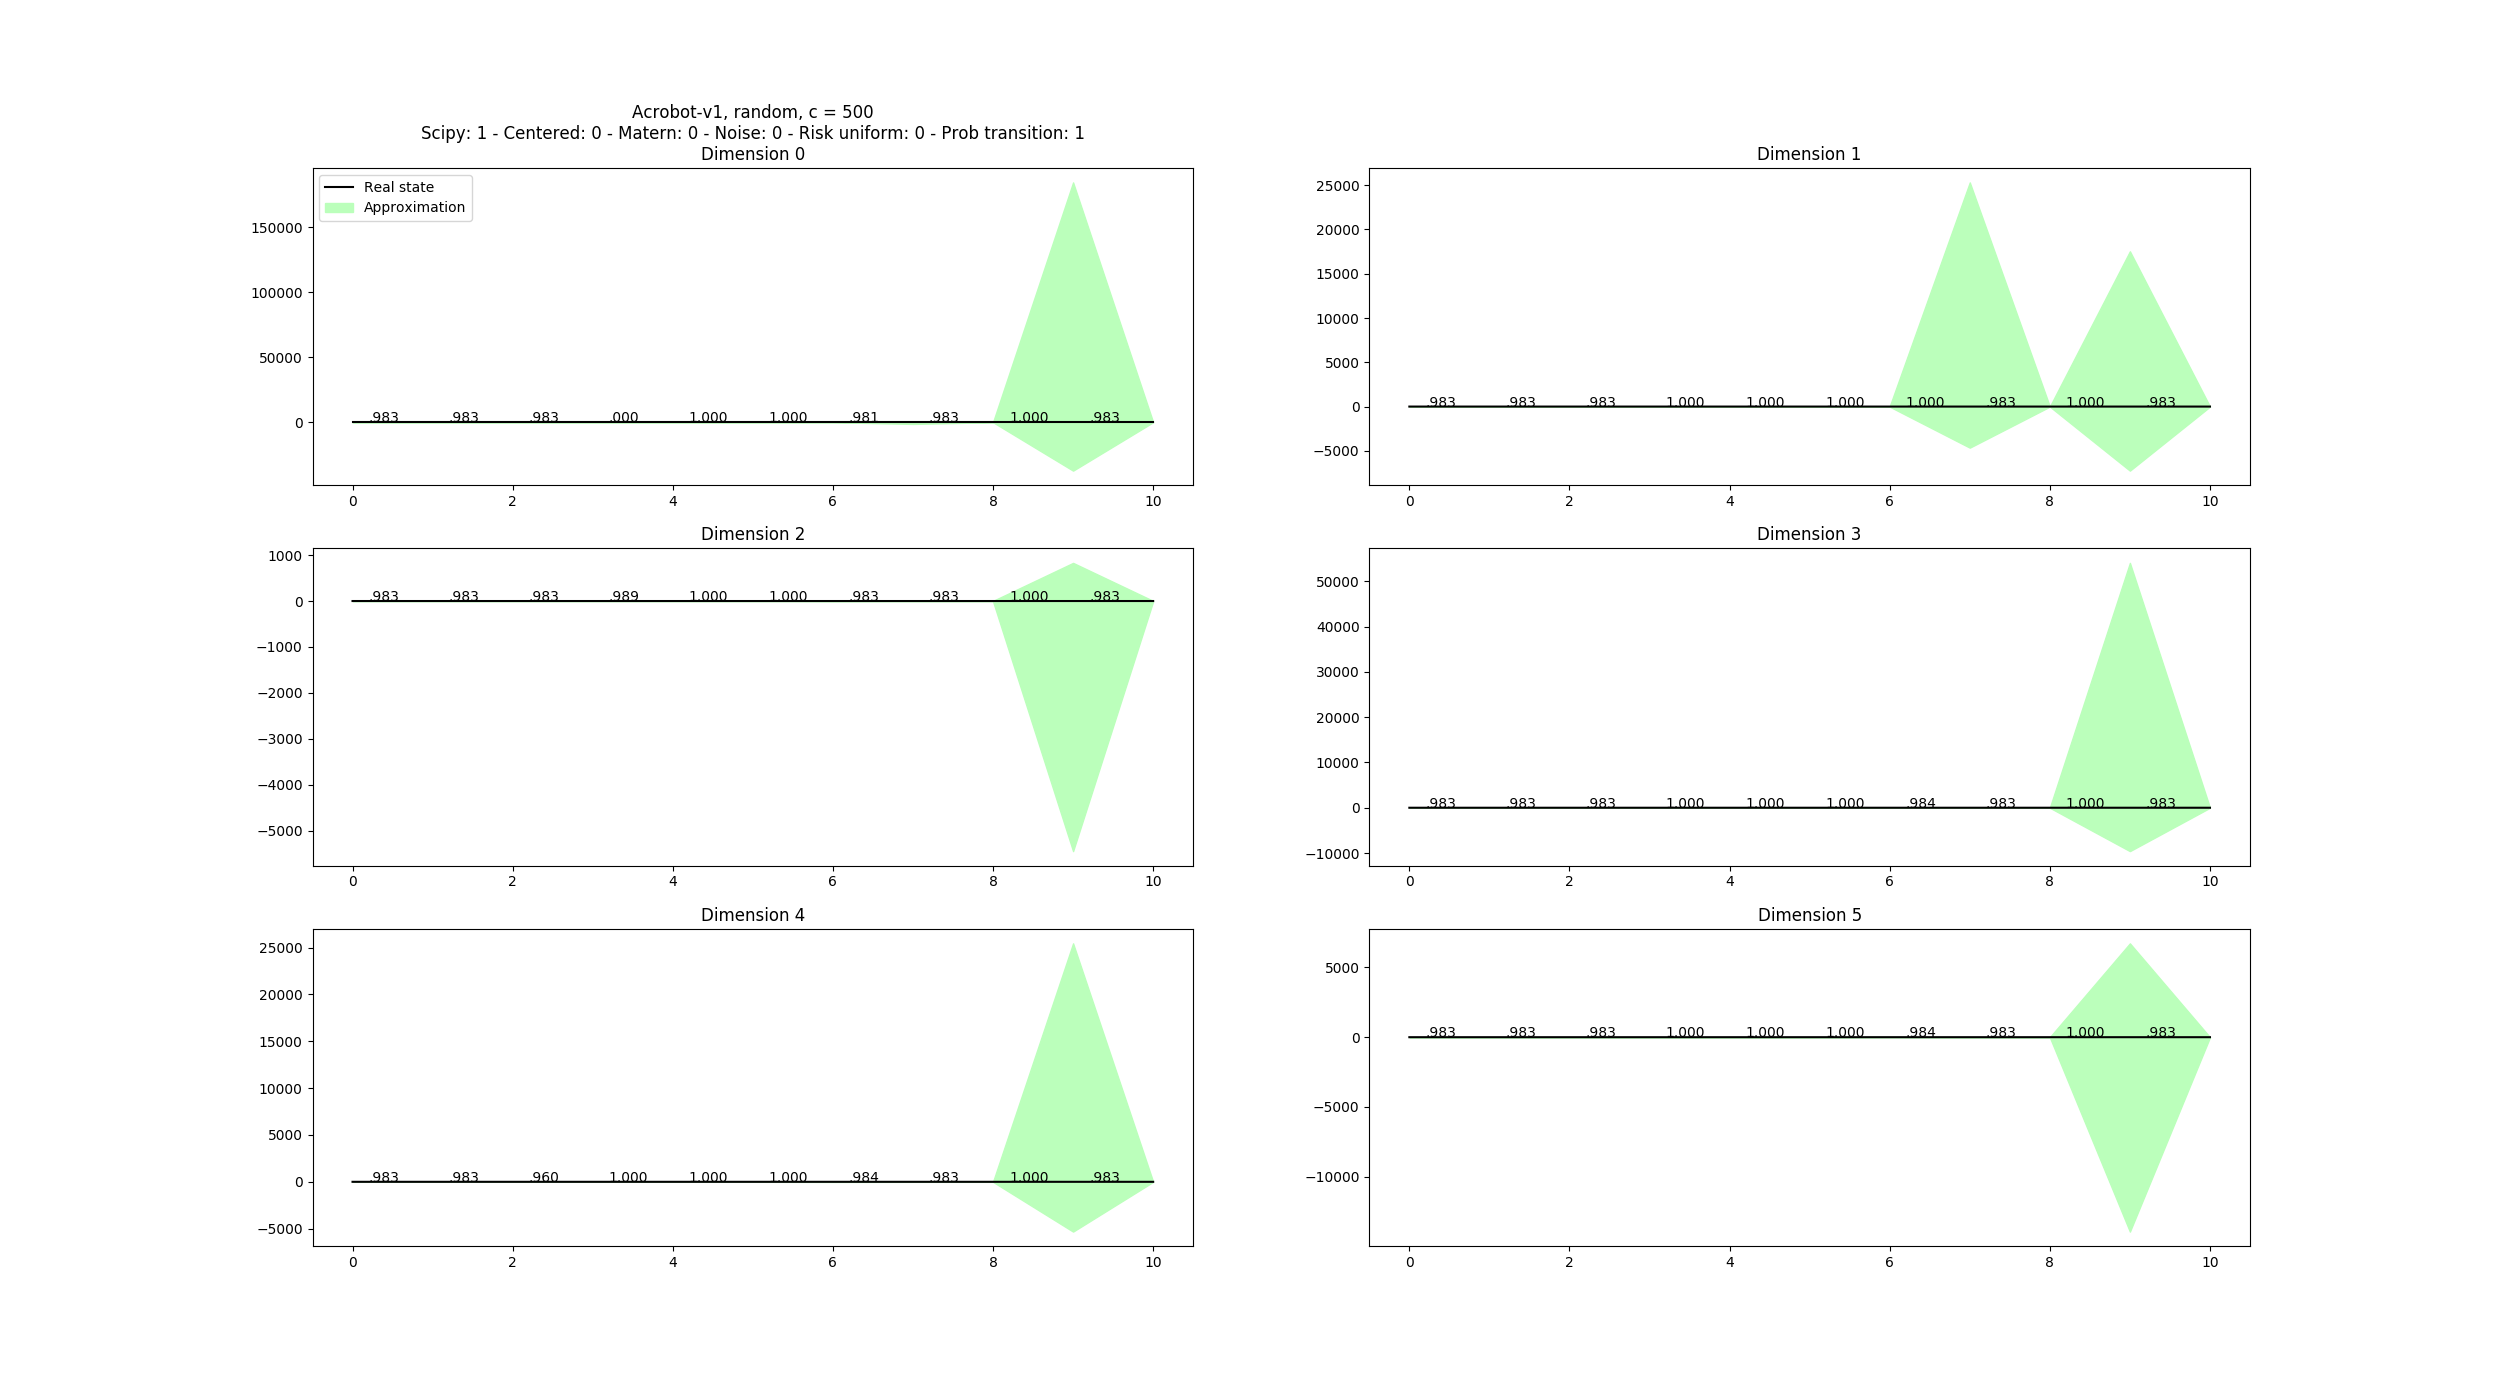 Acrobot-v1, random, c = 500
Scipy: 1 - Centered: 0 - Matern: 0 - Noise: 0 - Risk uniform: 0 - Prob transition: 1
Dimension 0
Real state
Approximation
150000
100000
50000
0
.983 .983 .983 .000 1.000 1.000 .981 .983 1.000 .983
0 2 4 6 8 10
Dimension 1
25000
20000
15000
10000
5000
0
−5000
.983 .983 .983 1.000 1.000 1.000 1.000 .983 1.000 .983
0 2 4 6 8 10
Dimension 2
1000
0
−1000
−2000
−3000
−4000
−5000
.983 .983 .983 .989 1.000 1.000 .983 .983 1.000 .983
0 2 4 6 8 10
Dimension 3
50000
40000
30000
20000
10000
0
−10000
.983 .983 .983 1.000 1.000 1.000 .984 .983 1.000 .983
0 2 4 6 8 10
Dimension 4
25000
20000
15000
10000
5000
0
−5000
.983 .983 .960 1.000 1.000 1.000 .984 .983 1.000 .983
0 2 4 6 8 10
Dimension 5
5000
0
−5000
−10000
.983 .983 .983 1.000 1.000 1.000 .984 .983 1.000 .983
0 2 4 6 8 10